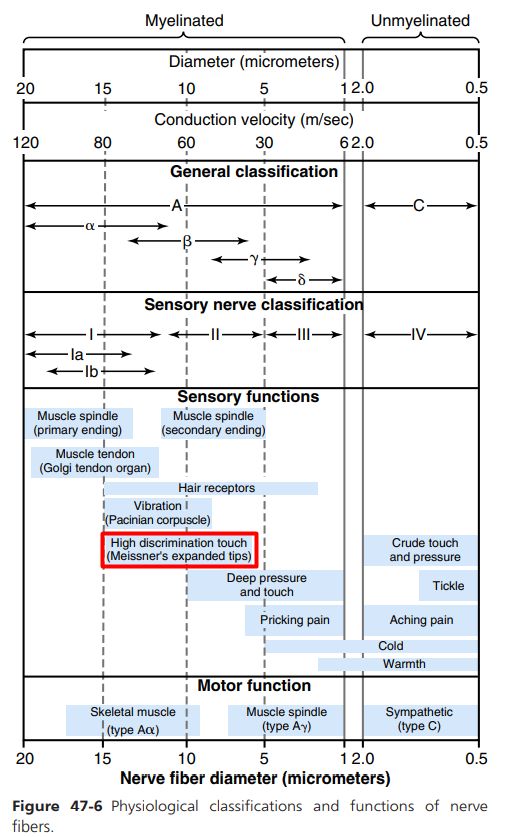 Myelinated Unmyelinated
Diameter (micrometers)
20 15 10 5 1 2.0 0.5
Conduction velocity (m/sec)
120 80 60 30 6 2.0 0.5
General classification
A C
α
β
γ
δ
Sensory nerve classification
I II III IV
Ia
Ib
Sensory functions
Muscle spindle
(primary ending)
Muscle spindle
(secondary ending)
Muscle tendon
(Golgi tendon organ)
Hair receptors
Vibration
(Pacinian corpuscle)
High discrimination touch
(Meissner's expanded tips)
Crude touch
and pressure
Deep pressure
and touch
Tickle
Pricking pain
Aching pain
Cold
Warmth
Motor function
Skeletal muscle
(type Aα)
Muscle spindle
(type Aγ)
Sympathetic
(type C)
20 15 10 5 1 2.0 0.5
Nerve fiber diameter (micrometers)
Figure 47-6 Physiological classifications and functions of nerve
fibers.